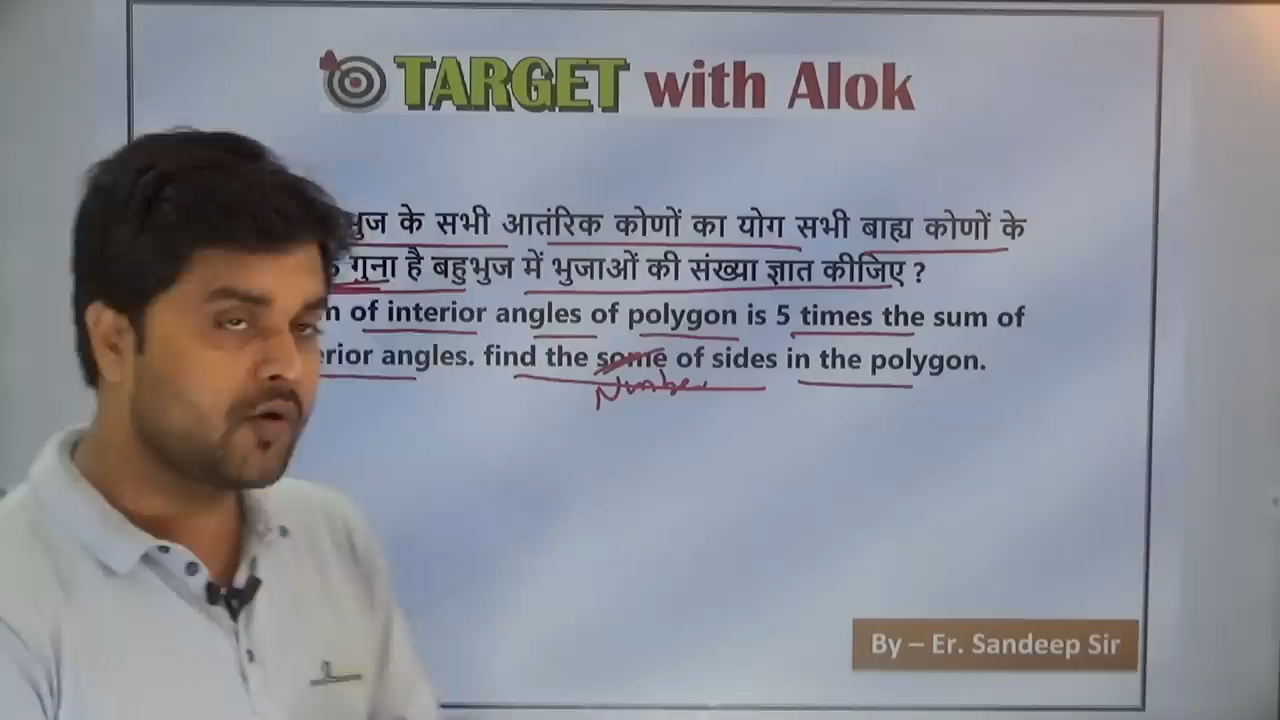 TARGET with Alok
के सभी आतंरिक कोणों का योग सभी बाह्य कोणों के
गुना है बहुभुज में भुजाओं की संख्या ज्ञात कीजिए ?
of interior angles of polygon is 5 times the sum of
angles. find the some of sides in the polygon.
Number
By – Er. Sandeep Sir